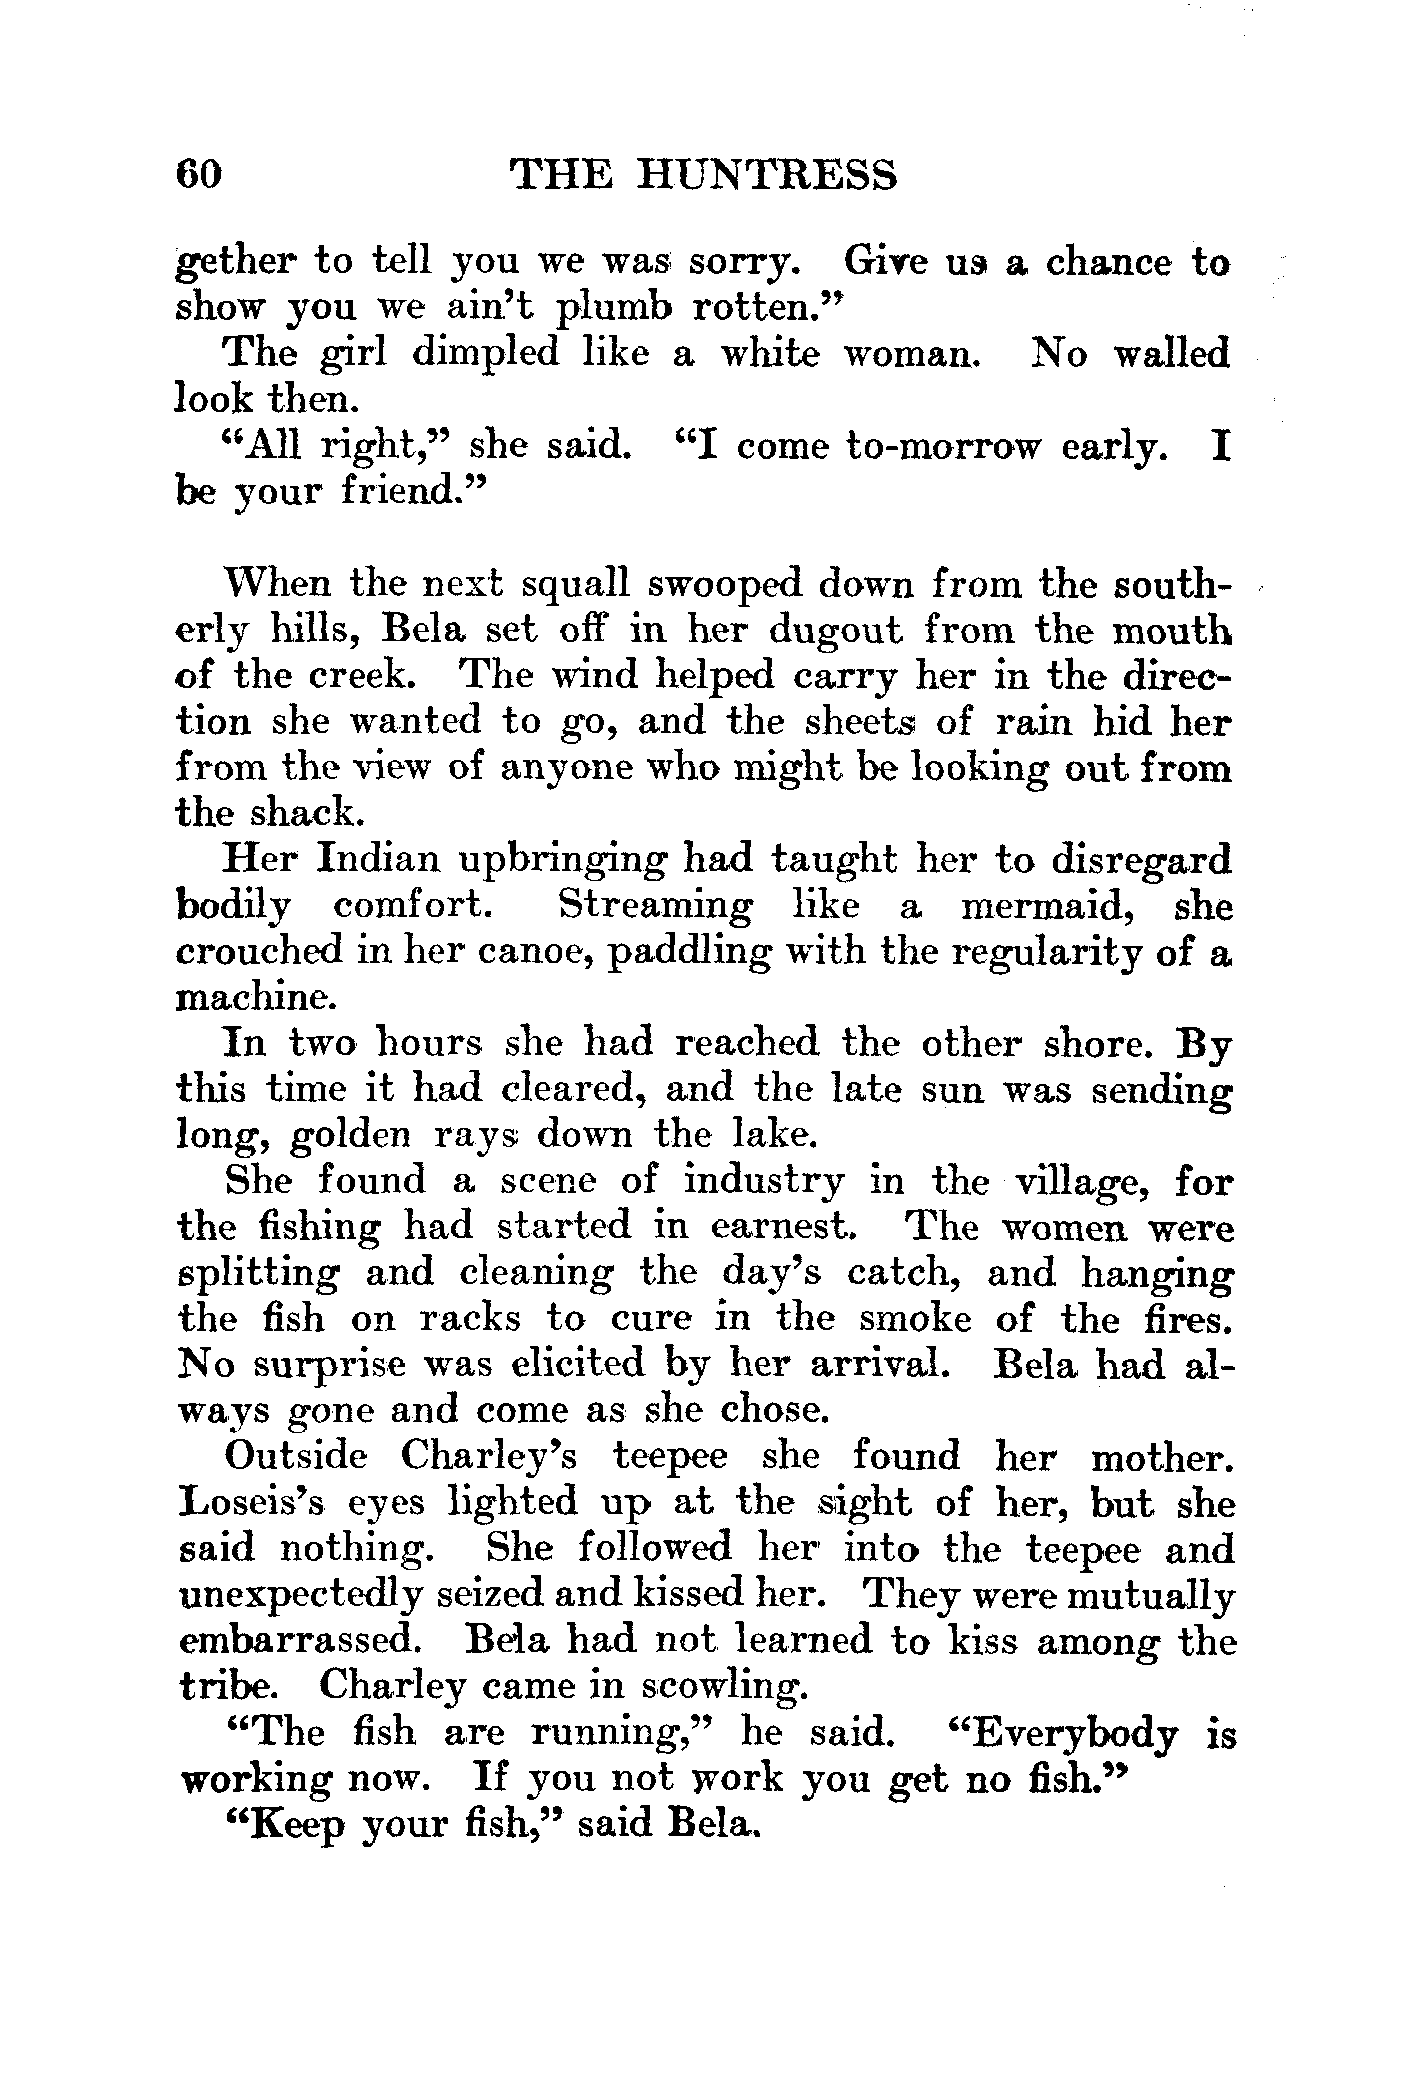 60 THE HUNTRESS
gether to tell you we was sorry. Give us a chance to
show you we ain't plumb rotten."
The girl dimpled like a white woman. No walled
look then.
"All right," she said. "I come to-morrow early. I
be your friend."
When the next squall swooped down from the south-
erly hills, Bela set off in her dugout from the mouth
of the creek. The wind helped carry her in the direc-
tion she wanted to go, and the sheets of rain hid her
from the view of anyone who might be looking out from
the shack.
Her Indian upbringing had taught her to disregard
bodily comfort. Streaming like a mermaid, she
crouched in her canoe, paddling with the regularity of a
machine.
In two hours she had reached the other shore. By
this time it had cleared, and the late sun was sending
long, golden rays down the lake.
She found a scene of industry in the village, for
the fishing had started in earnest. The women were
splitting and cleaning the day's catch, and hanging
the fish on racks to cure in the smoke of the fires.
No surprise was elicited by her arrival. Bela had al-
ways gone and come as she chose.
Outside Charley's teepee she found her mother.
Loseis's eyes lighted up at the sight of her, but she
said nothing. She followed her into the teepee and
unexpectedly seized and kissed her. They were mutually
embarrassed. Bela had not learned to kiss among the
tribe. Charley came in scowling.
"The fish are running," he said. "Everybody is
working now. If you not work you get no fish."
"Keep your fish," said Bela.